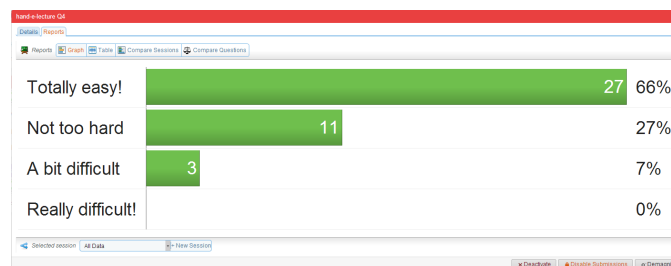 hand-e-lecture Q4
Details Reports
Reports Graph Table Compare Sessions Compare Questions
Totally easy! 27 66%
Not too hard 11 27%
A bit difficult 3 7%
Really difficult! 0%
Selected session All Data + New Session
× Deactivate Disable Submissions